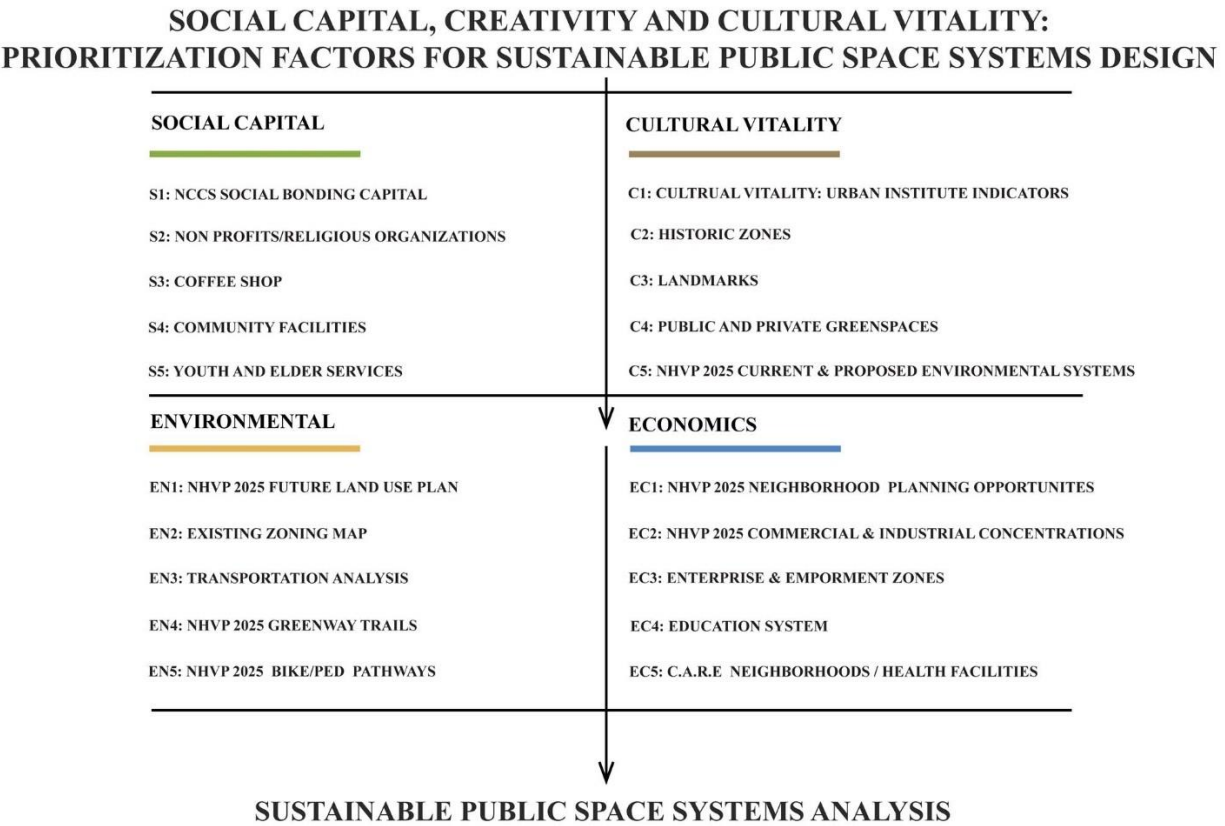 SOCIAL CAPITAL, CREATIVITY AND CULTURAL VITALITY:
PRIORITIZATION FACTORS FOR SUSTAINABLE PUBLIC SPACE SYSTEMS DESIGN
SOCIAL CAPITAL
S1: NCCS SOCIAL BONDING CAPITAL
S2: NON PROFITS/RELIGIOUS ORGANIZATIONS
S3: COFFEE SHOP
S4: COMMUNITY FACILITIES
S5: YOUTH AND ELDER SERVICES
CULTURAL VITALITY
C1: CULTRUAL VITALITY: URBAN INSTITUTE INDICATORS
C2: HISTORIC ZONES
C3: LANDMARKS
C4: PUBLIC AND PRIVATE GREENSPACES
C5: NHVP 2025 CURRENT & PROPOSED ENVIRONMENTAL SYSTEMS
ENVIRONMENTAL
EN1: NHVP 2025 FUTURE LAND USE PLAN
EN2: EXISTING ZONING MAP
EN3: TRANSPORTATION ANALYSIS
EN4: NHVP 2025 GREENWAY TRAILS
EN5: NHVP 2025 BIKE/PED PATHWAYS
ECONOMICS
EC1: NHVP 2025 NEIGHBORHOOD PLANNING OPPORTUNITES
EC2: NHVP 2025 COMMERCIAL & INDUSTRIAL CONCENTRATIONS
EC3: ENTERPRISE & EMPORMENT ZONES
EC4: EDUCATION SYSTEM
EC5: C.A.R.E NEIGHBORHOODS / HEALTH FACILITIES
SUSTAINABLE PUBLIC SPACE SYSTEMS ANALYSIS